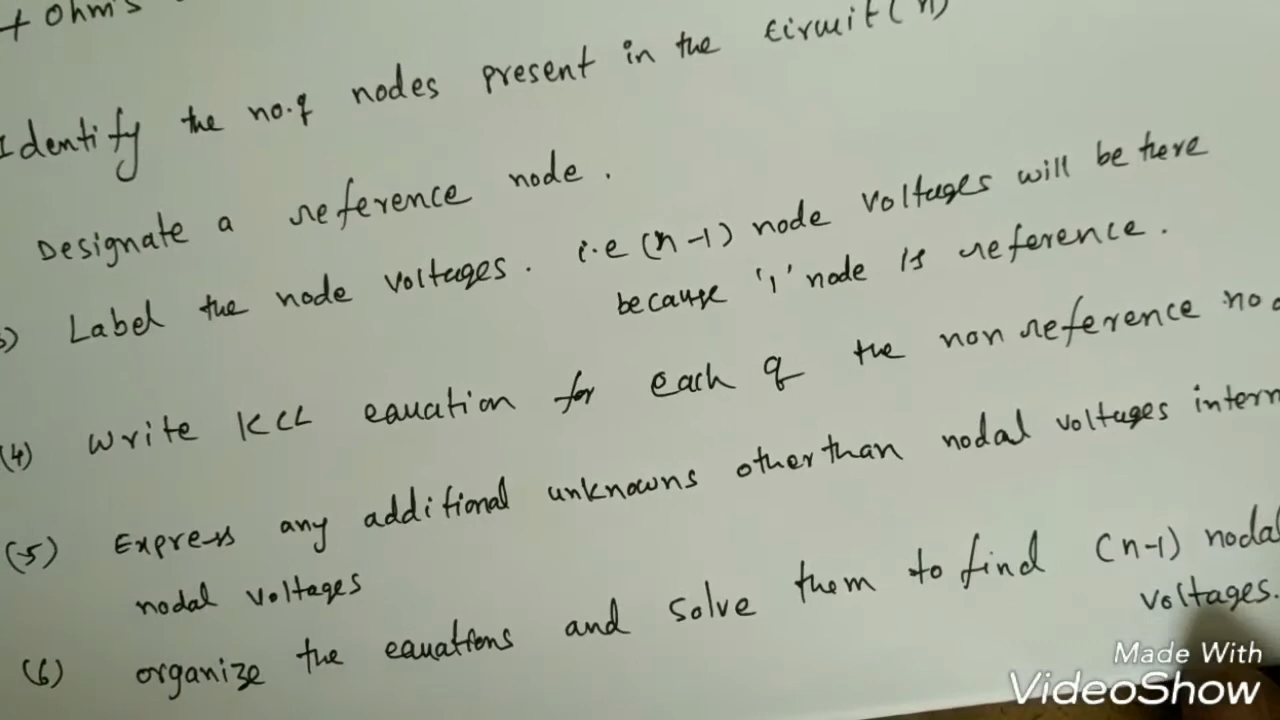 + Ohm's
Identify the no.of nodes present in the circuit (n)
Designate a reference node.
3) Label the node voltages. i.e (n-1) node voltages will be there
because '1' node is reference.
(4) Write KCL equation for each of the non reference
(5) Express any additional unknowns other than nodal voltages
nodal voltages
(6) organize the equations and solve them to find (n-1) nodal
voltages.
Made With
VideoShow